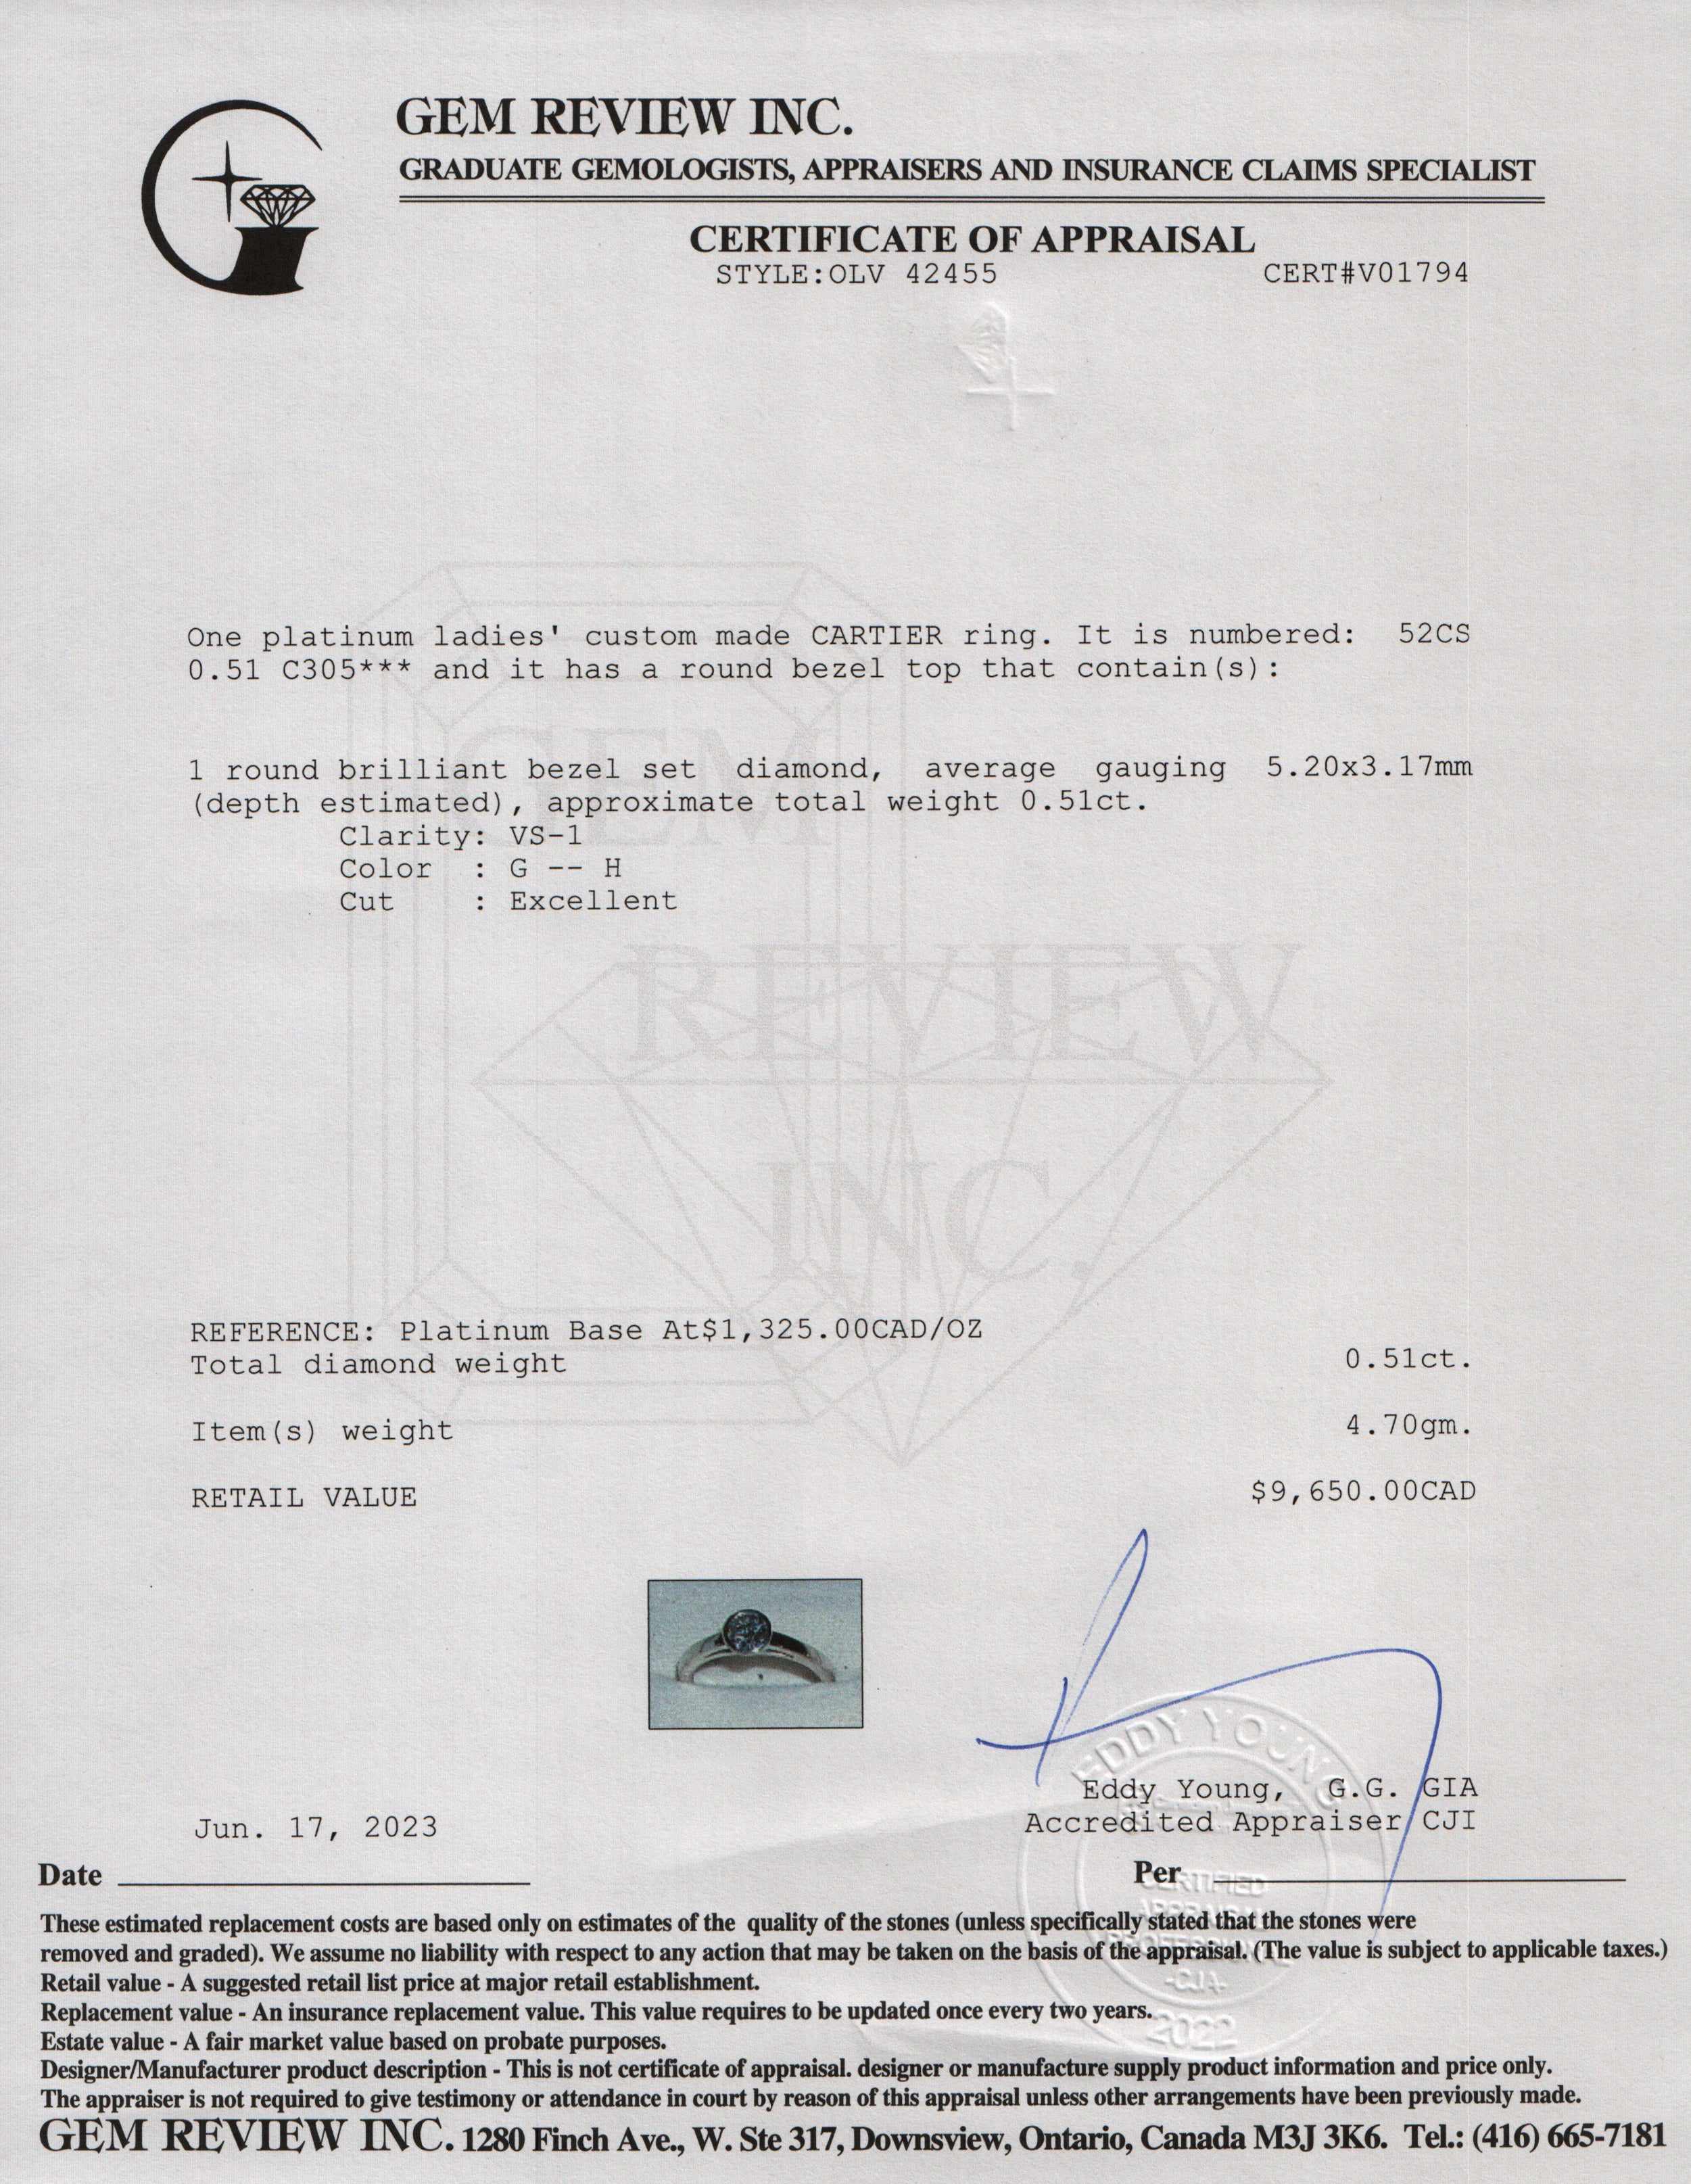 GEM REVIEW INC.
GRADUATE GEMOLOGISTS, APPRAISERS AND INSURANCE CLAIMS SPECIALIST
CERTIFICATE OF APPRAISAL
STYLE:OLV 42455 CERT#V01794
One platinum ladies' custom made CARTIER ring. It is numbered: 52CS
0.51 C305*** and it has a round bezel top that contain(s):
1 round brilliant bezel set diamond, average gauging 5.20x3.17mm
(depth estimated), approximate total weight 0.51ct.
Clarity: VS-1
Color : G -- H
Cut : Excellent
GEM
REVIEW
INC.
REFERENCE: Platinum Base At$1,325.00CAD/OZ
Total diamond weight 0.51ct.
Item(s) weight 4.70gm.
RETAIL VALUE $9,650.00CAD
EDDY YOUNG
Eddy Young, G.G. GIA
Accredited Appraiser CJI
Jun. 17, 2023
Date Per
CERTIFIED
APPRAISAL
PROFESSIONAL
-CJA-
2022
These estimated replacement costs are based only on estimates of the quality of the stones (unless specifically stated that the stones were
removed and graded). We assume no liability with respect to any action that may be taken on the basis of the appraisal. (The value is subject to applicable taxes.)
Retail value - A suggested retail list price at major retail establishment.
Replacement value - An insurance replacement value. This value requires to be updated once every two years.
Estate value - A fair market value based on probate purposes.
Designer/Manufacturer product description - This is not certificate of appraisal. designer or manufacture supply product information and price only.
The appraiser is not required to give testimony or attendance in court by reason of this appraisal unless other arrangements have been previously made.
GEM REVIEW INC. 1280 Finch Ave., W. Ste 317, Downsview, Ontario, Canada M3J 3K6. Tel.: (416) 665-7181